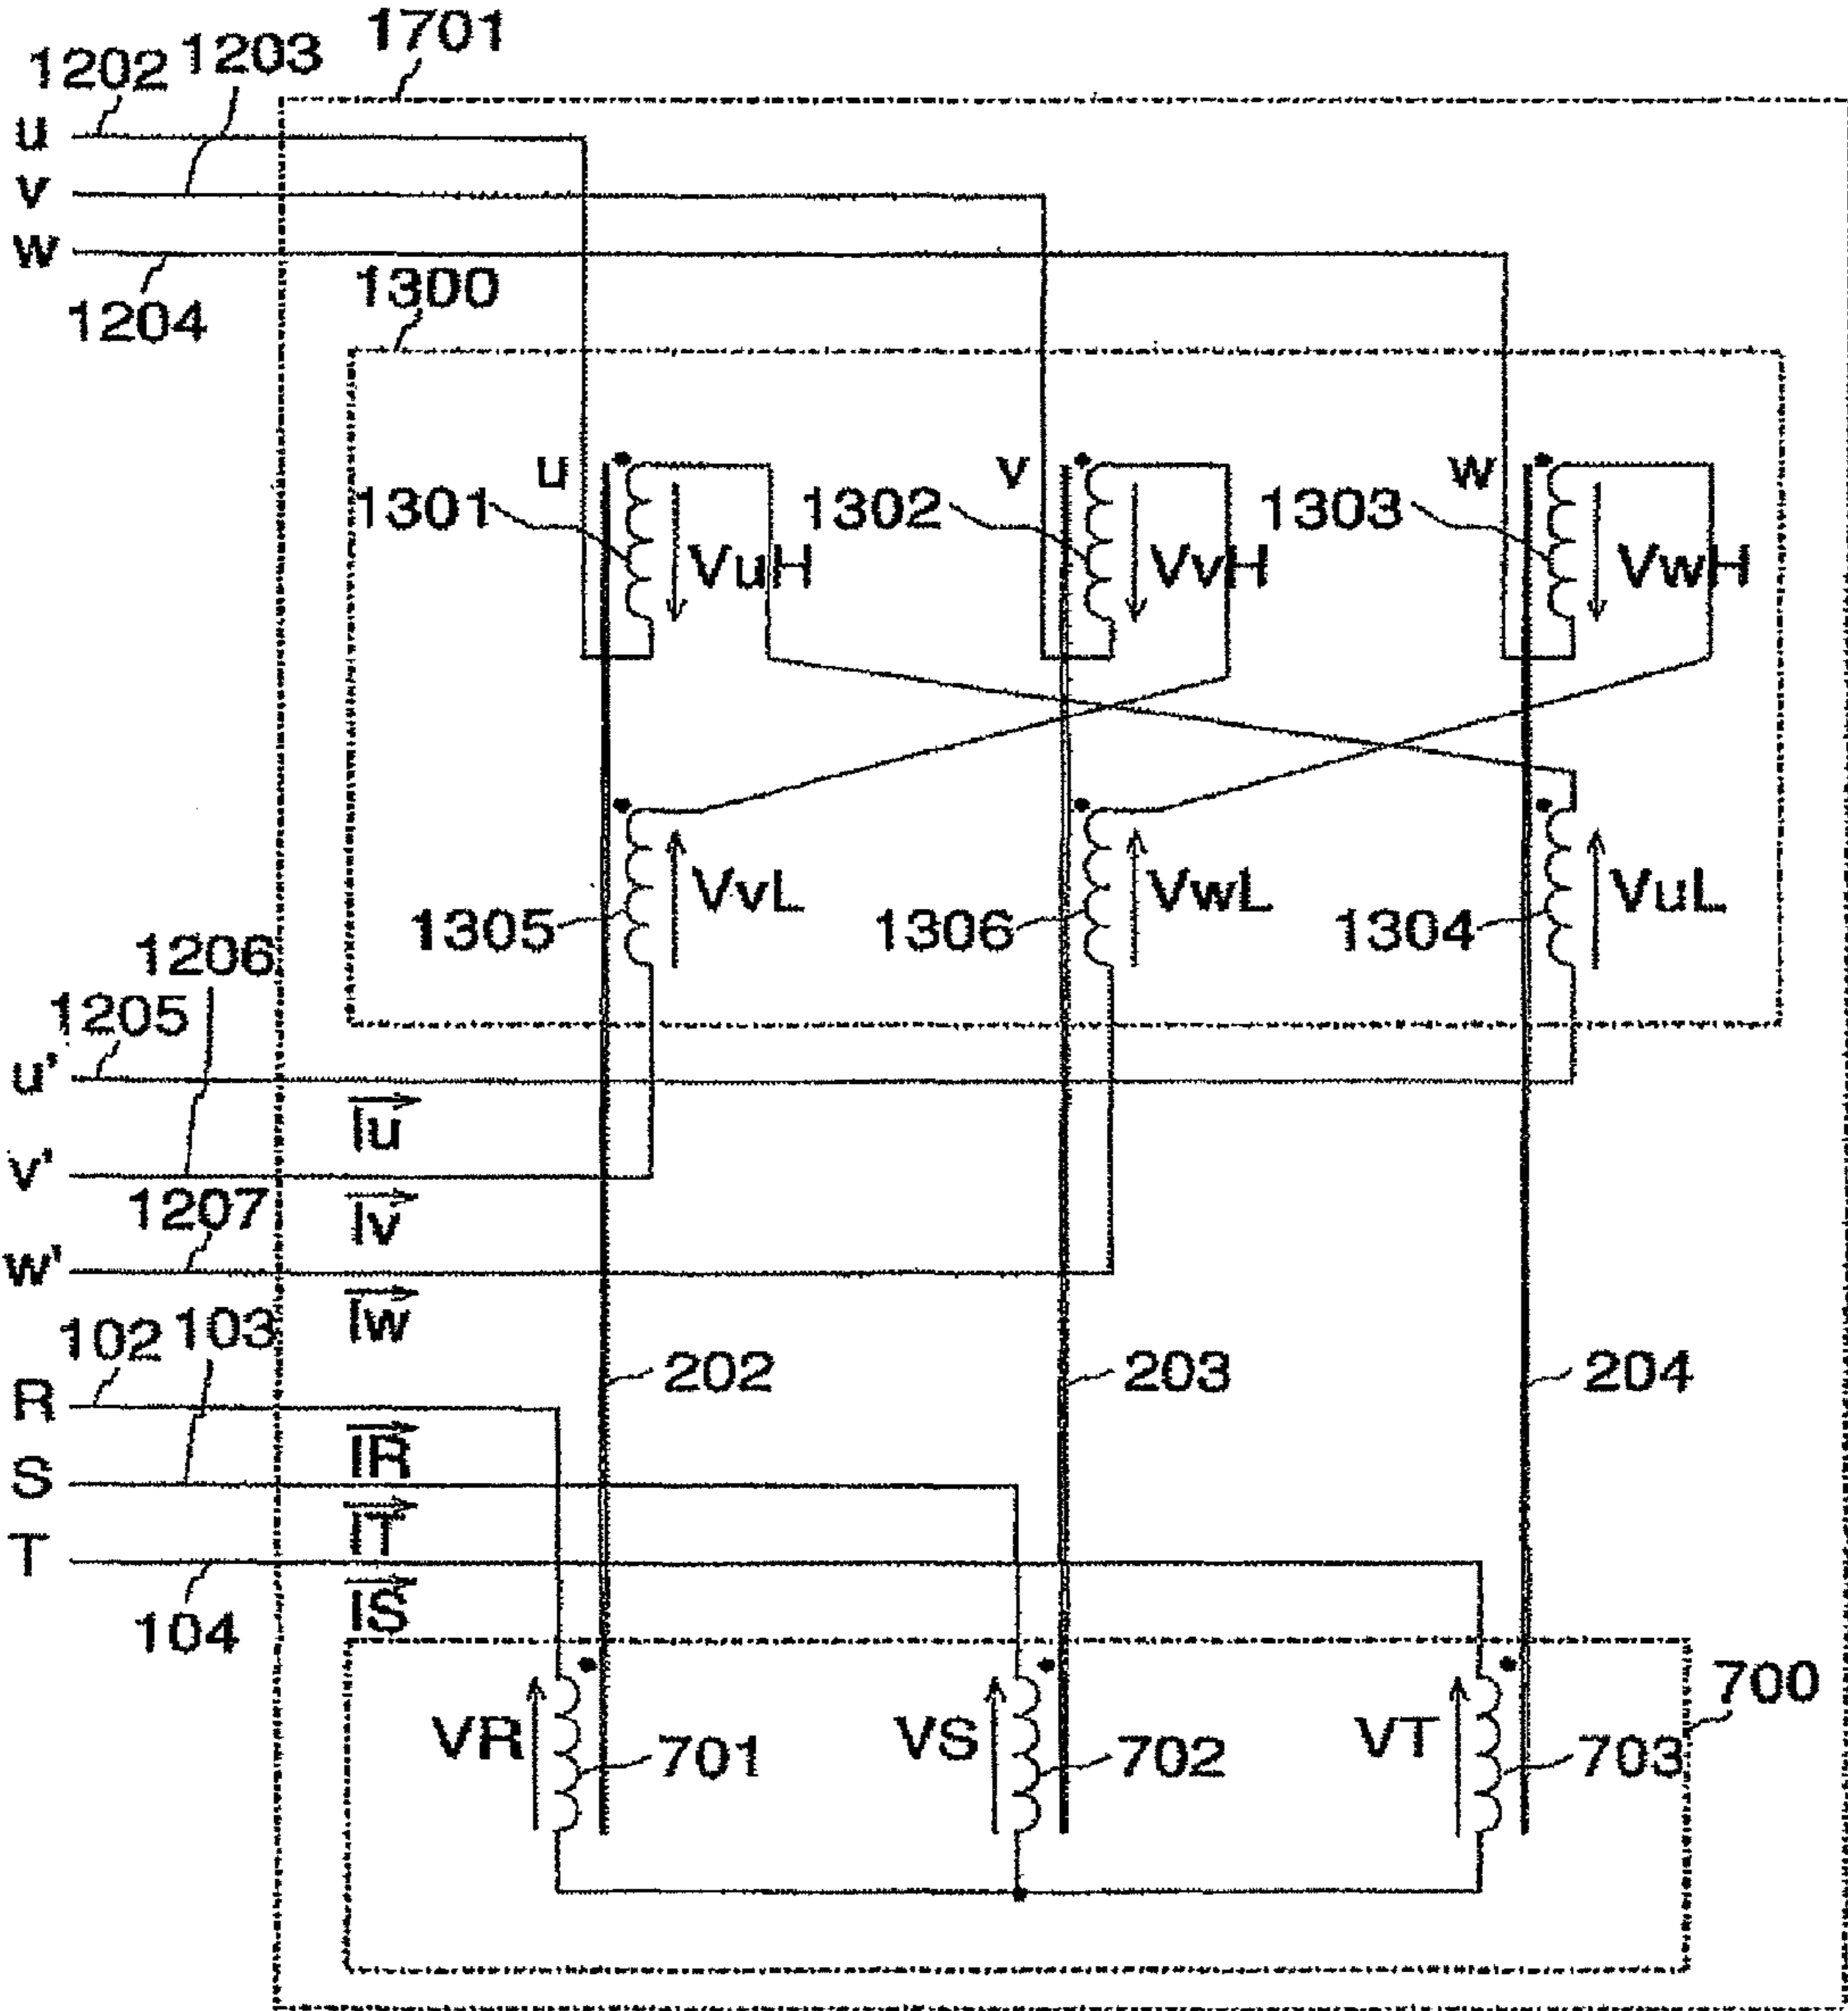 1701
1202 1203
u
v
w
1204
1300
u v w
1301 1302 1303
VuH VvH VwH
VvL VwL VuL
1305 1306 1304
1206
1205
u'
Iu
v'
1207
Iv
w'
Iw
102 103
202 203 204
R
IR
S
IT
T
IS
104
700
VR VS VT
701 702 703